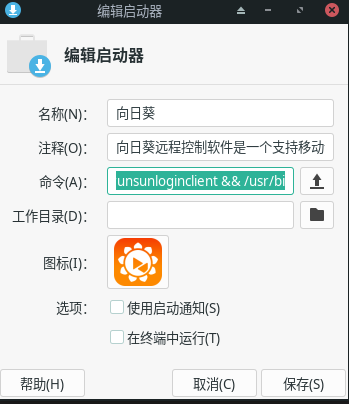 编辑启动器
编辑启动器
名称(N)： 向日葵
注释(O)： 向日葵远程控制软件是一个支持移动
命令(A)： unsunloginclient && /usr/bi
工作目录(D)：
图标(I)：
选项： 使用启动通知(S)
在终端中运行(T)
帮助(H) 取消(C) 保存(S)